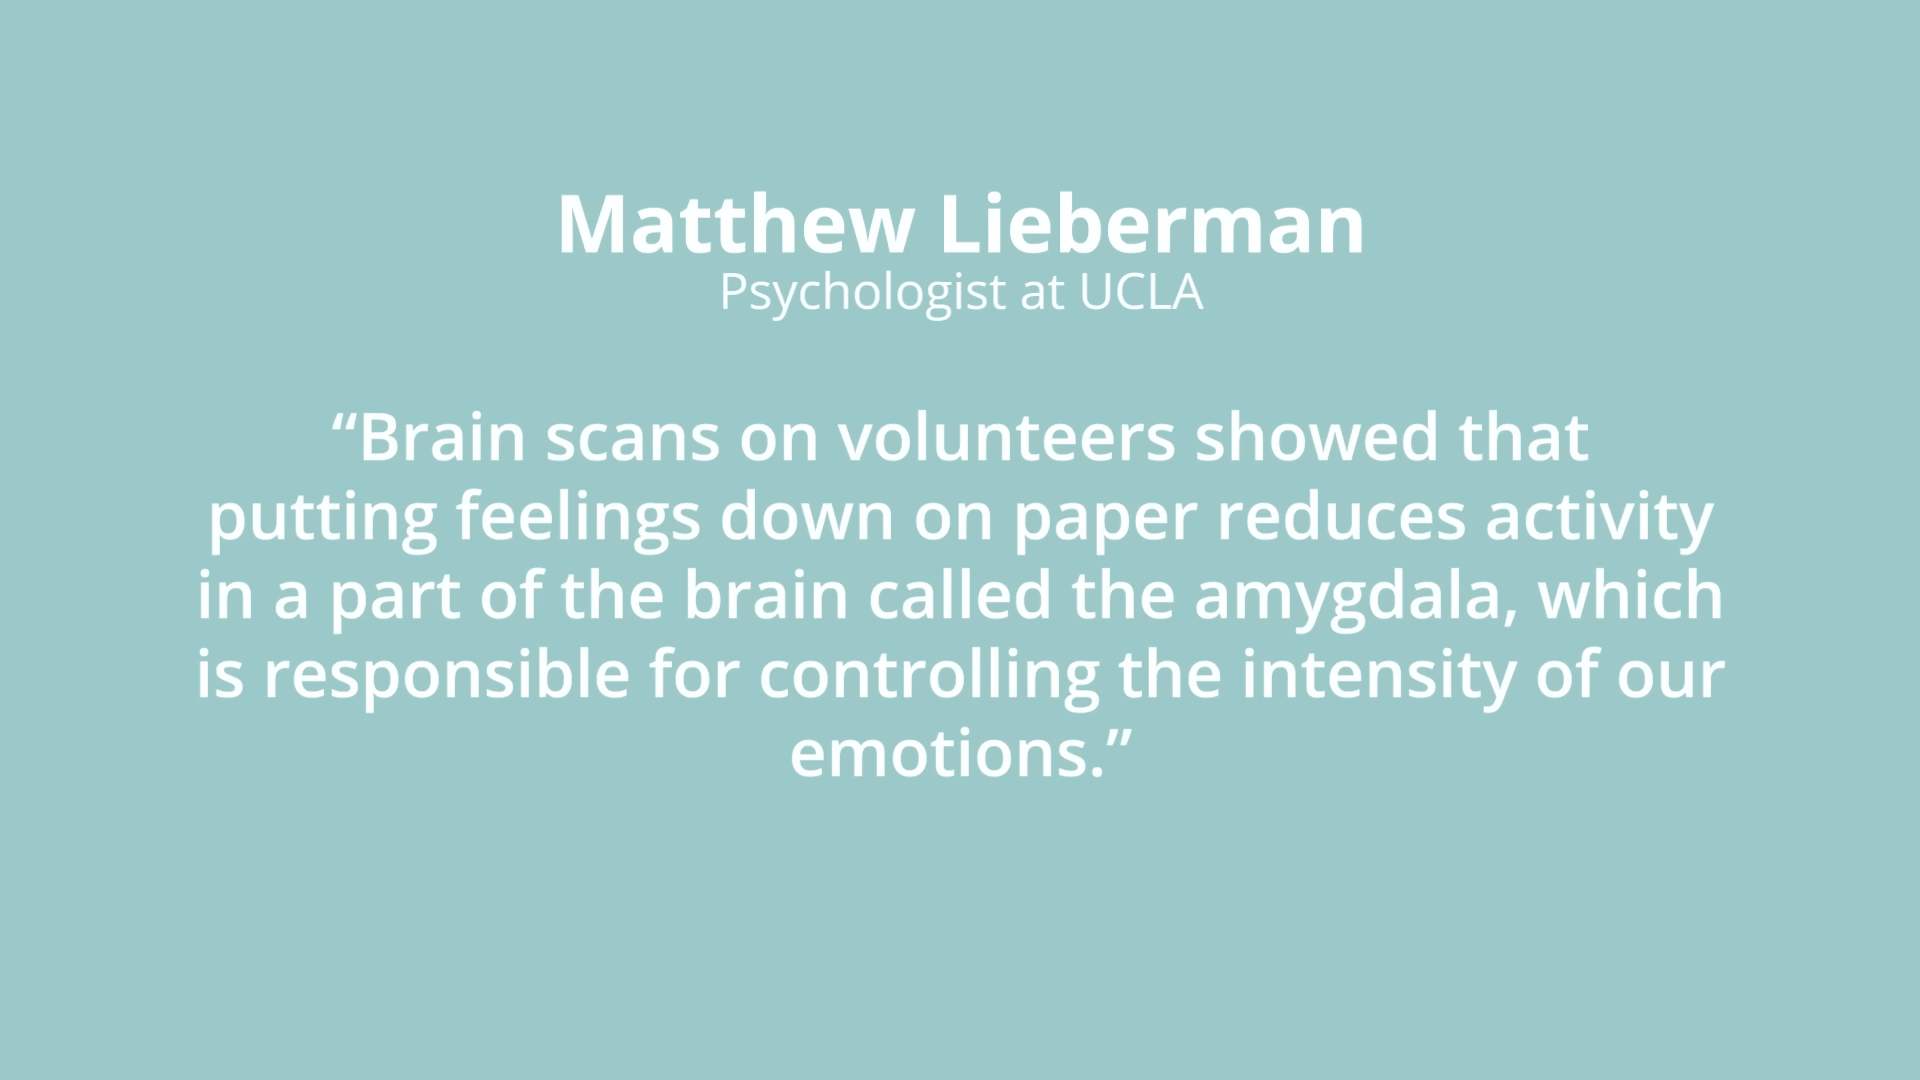 Matthew Lieberman
Psychologist at UCLA
“Brain scans on volunteers showed that
putting feelings down on paper reduces activity
in a part of the brain called the amygdala, which
is responsible for controlling the intensity of our
emotions.”